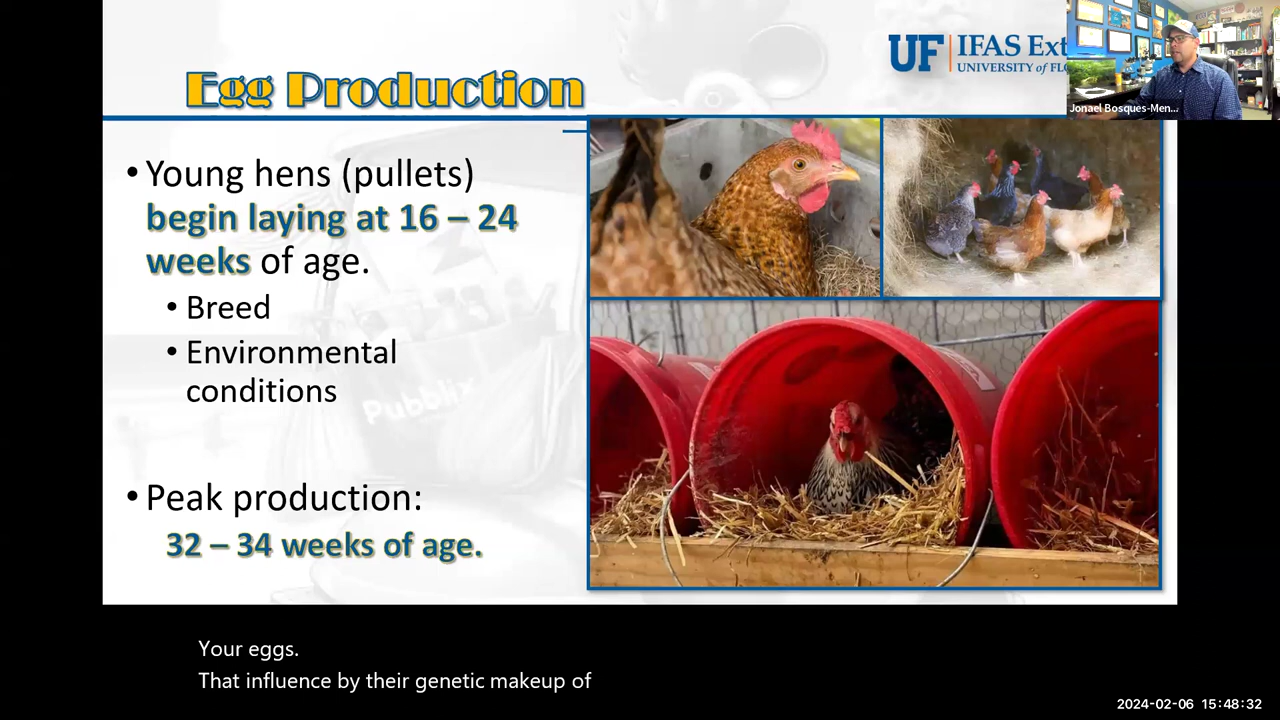 Egg Production
UF IFAS Ext
UNIVERSITY of FLO
Jonael Bosques-Men...
• Young hens (pullets)
begin laying at 16 – 24
weeks of age.
• Breed
• Environmental
conditions
• Peak production:
32 – 34 weeks of age.
Pubblix
Your eggs.
That influence by their genetic makeup of
2024-02-06 15:48:32